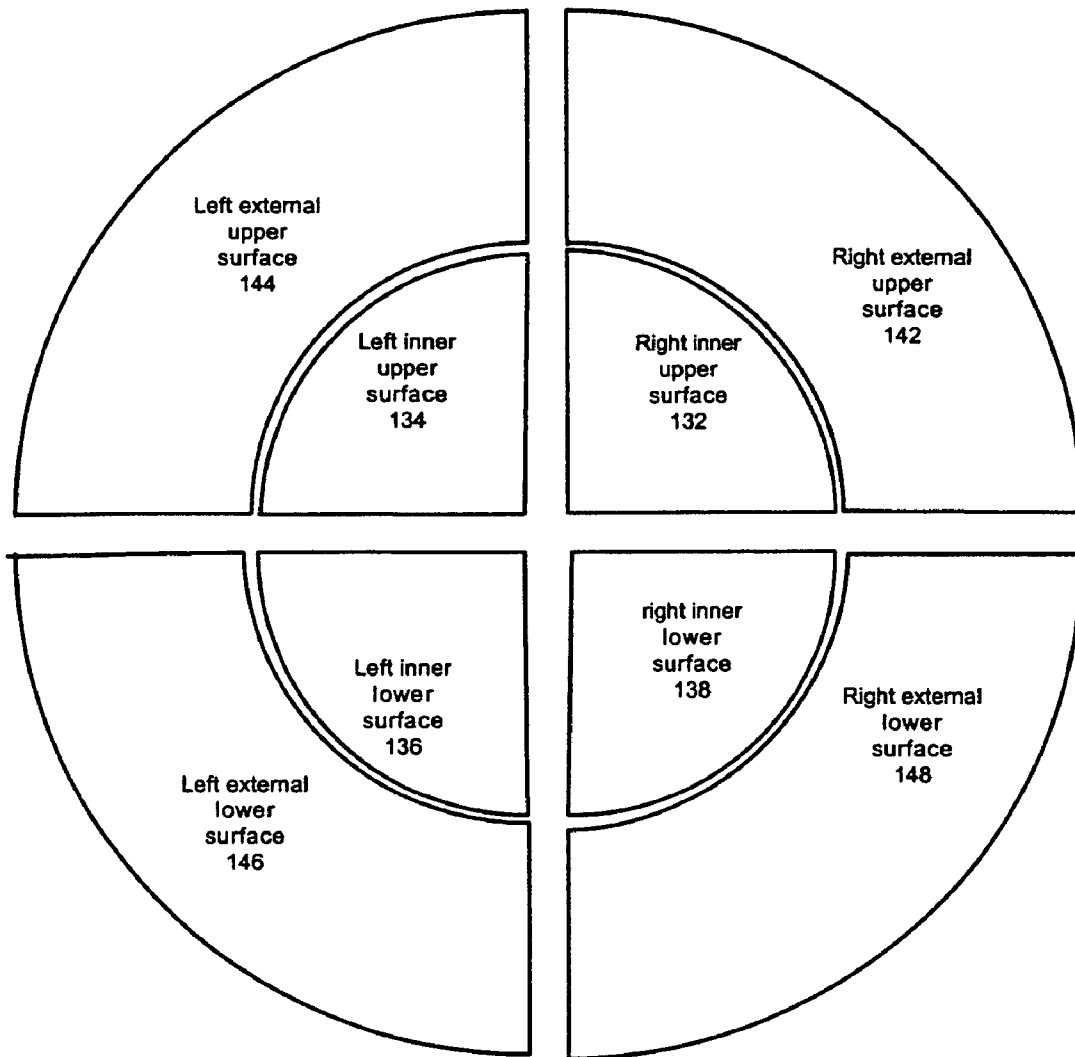 Left external
upper
surface
144
Right external
upper
surface
142
Left inner
upper
surface
134
Right inner
upper
surface
132
Left inner
lower
surface
136
right inner
lower
surface
138
Left external
lower
surface
146
Right external
lower
surface
148